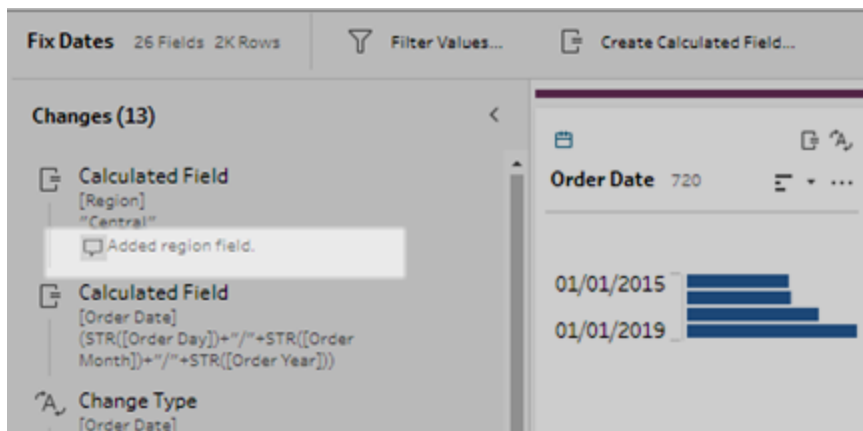 Fix Dates 26 Fields 2K Rows Filter Values... Create Calculated Field...
Changes (13)
Calculated Field
[Region]
"Central"
Added region field.
Calculated Field
[Order Date]
(STR([Order Day])+"/"+STR([Order
Month])+"/"+STR([Order Year]))
Change Type
[Order Date]
Order Date 720
01/01/2015
01/01/2019